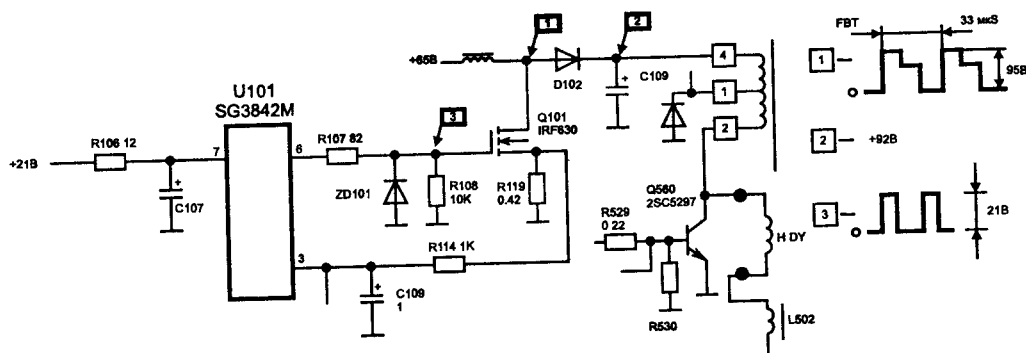 1
2
+65В
D102
C109
4
1
2
U101
SG3842M
Q101
IRF630
3
R106 12
+21В
7
6
R107 82
C107
ZD101
R108
10K
R119
0.42
3
R114 1K
C109
1
Q560
2SC5297
R529
0 22
R530
H DY
L502
FBT
33 мкS
1
95В
2
+92В
3
21В